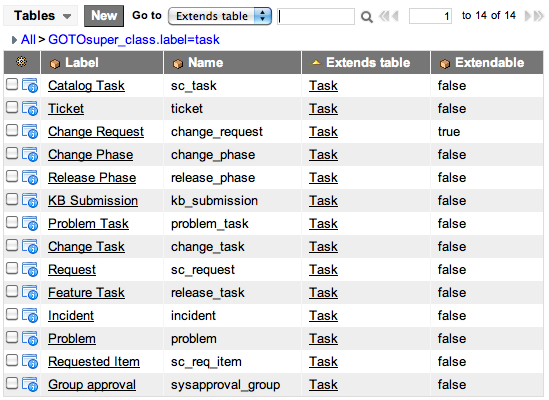 Tables New Go to Extends table 1 to 14 of 14
All > GOTOsuper_class.label=task
Label Name Extends table Extendable
Catalog Task sc_task Task false
Ticket ticket Task false
Change Request change_request Task true
Change Phase change_phase Task false
Release Phase release_phase Task false
KB Submission kb_submission Task false
Problem Task problem_task Task false
Change Task change_task Task false
Request sc_request Task false
Feature Task release_task Task false
Incident incident Task false
Problem problem Task false
Requested Item sc_req_item Task false
Group approval sysapproval_group Task false